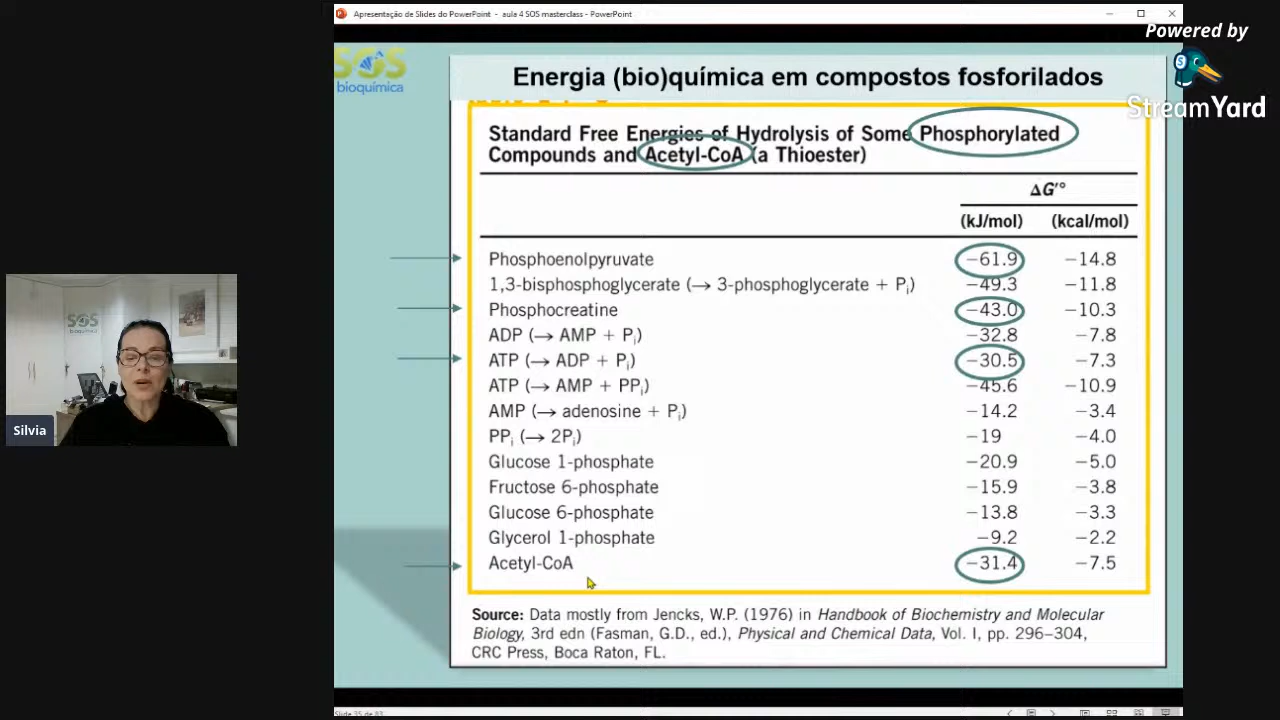 Apresentação de Slides do PowerPoint - aula 4 SOS masterclass - PowerPoint
Powered by
StreamYard
SOS
bioquímica
Energia (bio)química em compostos fosforilados
Standard Free Energies of Hydrolysis of Some Phosphorylated
Compounds and Acetyl-CoA (a Thioester)
ΔG′°
(kJ/mol) (kcal/mol)
Phosphoenolpyruvate −61.9 −14.8
1,3-bisphosphoglycerate (→ 3-phosphoglycerate + Pi) −49.3 −11.8
Phosphocreatine −43.0 −10.3
ADP (→ AMP + Pi) −32.8 −7.8
ATP (→ ADP + Pi) −30.5 −7.3
ATP (→ AMP + PPi) −45.6 −10.9
AMP (→ adenosine + Pi) −14.2 −3.4
PPi (→ 2Pi) −19 −4.0
Glucose 1-phosphate −20.9 −5.0
Fructose 6-phosphate −15.9 −3.8
Glucose 6-phosphate −13.8 −3.3
Glycerol 1-phosphate −9.2 −2.2
Acetyl-CoA −31.4 −7.5
Source: Data mostly from Jencks, W.P. (1976) in Handbook of Biochemistry and Molecular
Biology, 3rd edn (Fasman, G.D., ed.), Physical and Chemical Data, Vol. I, pp. 296–304,
CRC Press, Boca Raton, FL.
SOS
bioquímica
Silvia
Slide 35 de 83